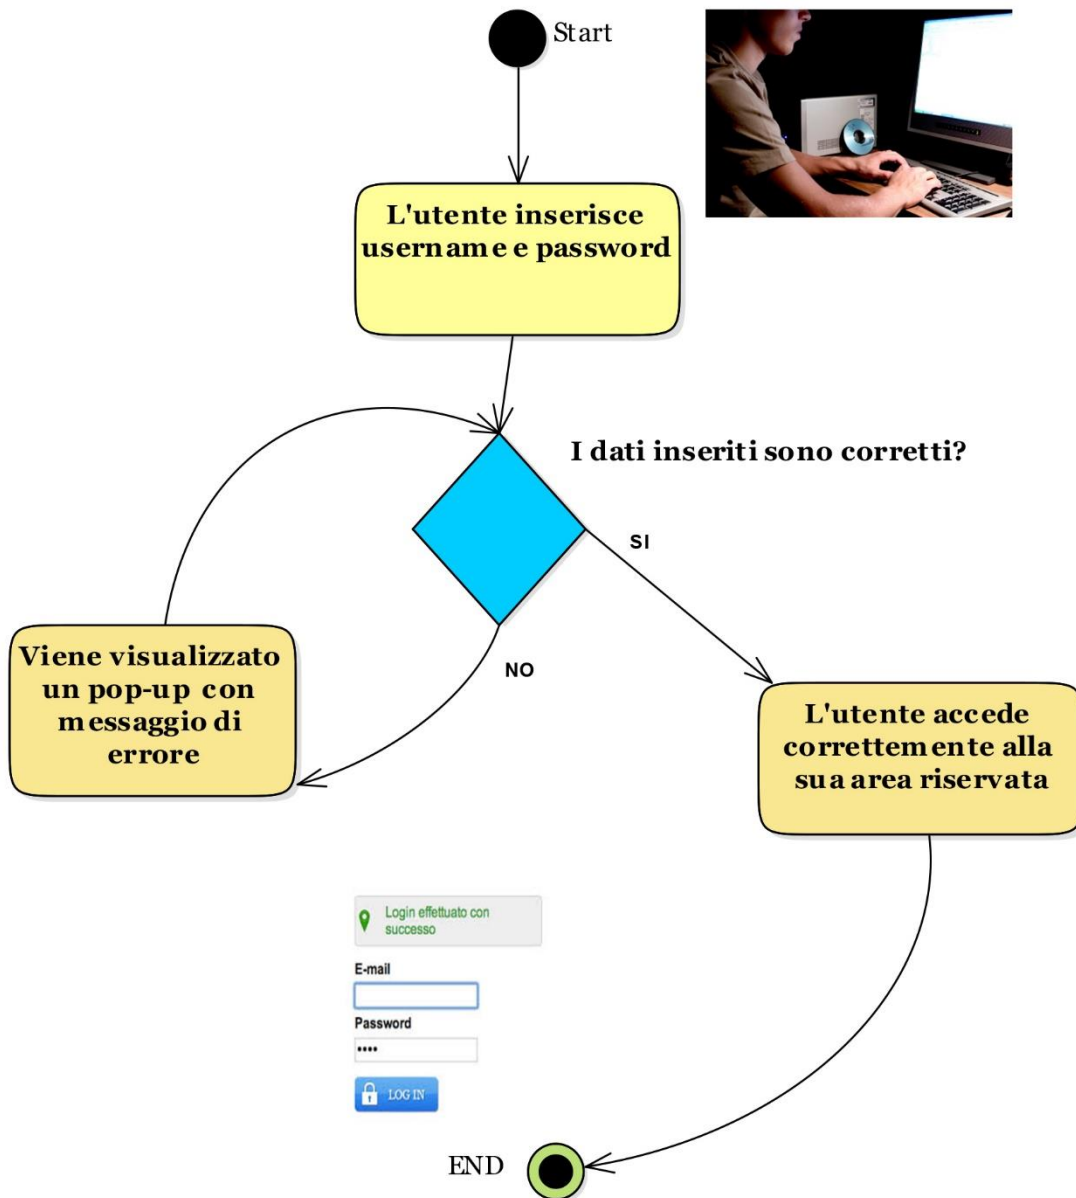 Start
L'utente inserisce
username e password
I dati inseriti sono corretti?
SI
NO
Viene visualizzato
un pop-up con
messaggio di
errore
L'utente accede
correttemente alla
sua area riservata
Login effettuato con
successo
E-mail
Password
••••
LOG IN
END